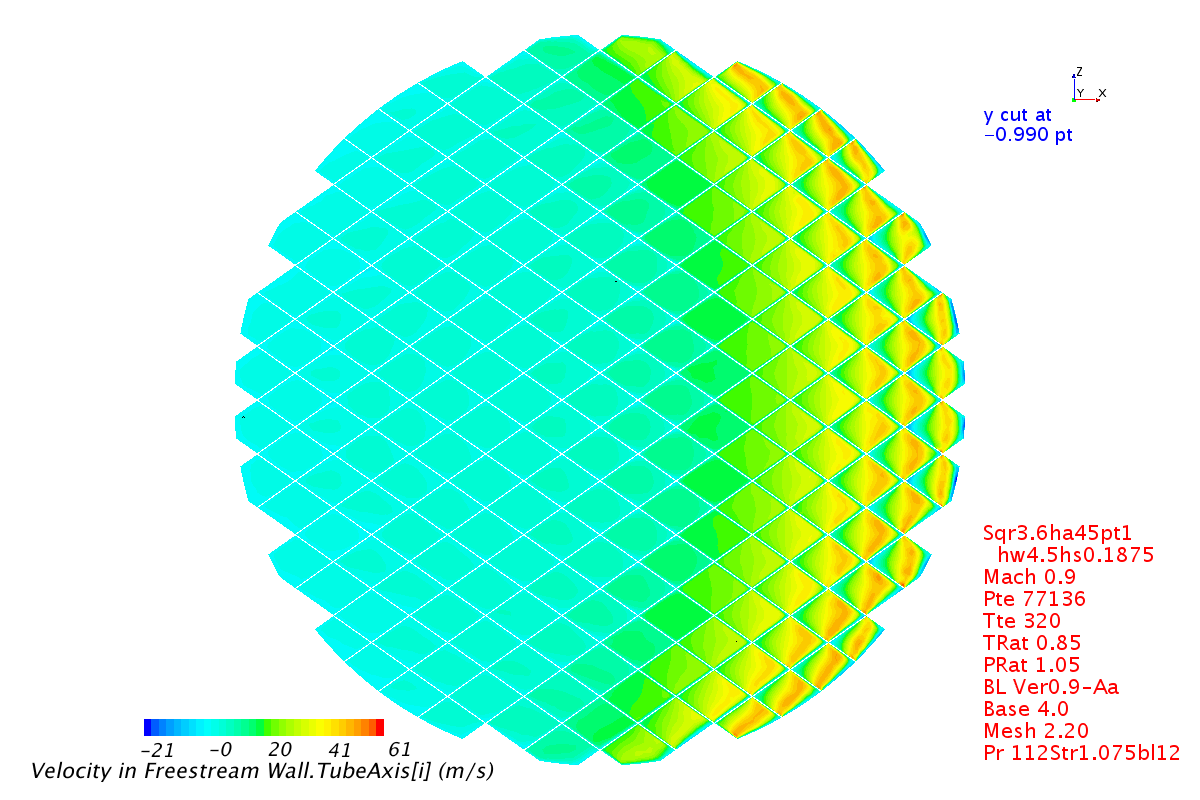 Z
Y X
y cut at
−0.990 pt
Sqr3.6ha45pt1
hw4.5hs0.1875
Mach 0.9
Pte 77136
Tte 320
TRat 0.85
PRat 1.05
BL Ver0.9−Aa
Base 4.0
Mesh 2.20
Pr 112Str1.075bl12
−21 −0 20 41 61
Velocity in Freestream Wall.TubeAxis[i] (m/s)